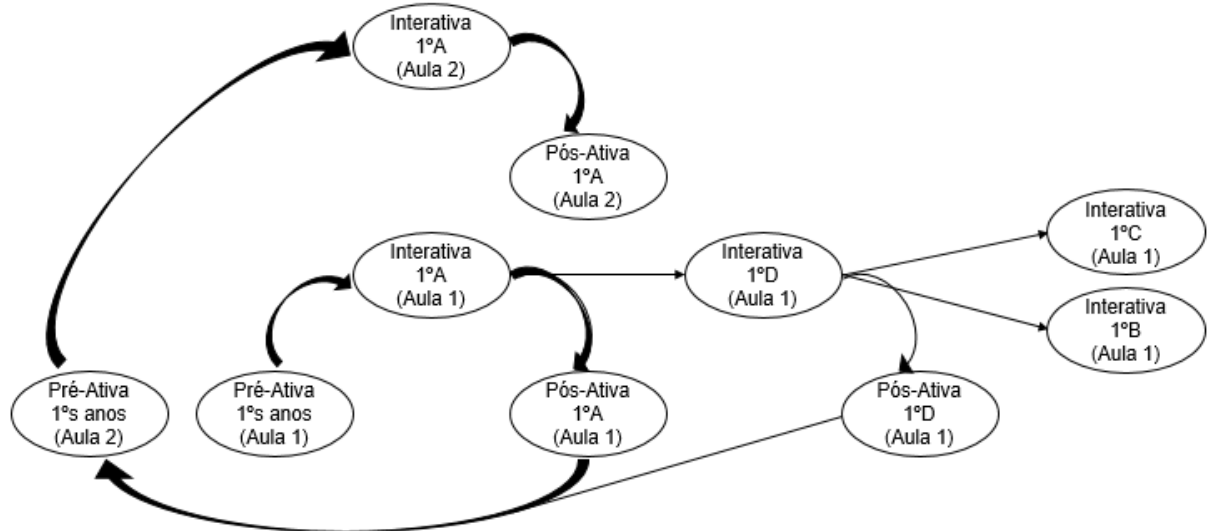 Interativa
1ºA
(Aula 2)
Pós-Ativa
1ºA
(Aula 2)
Interativa
1ºA
(Aula 1)
Interativa
1ºD
(Aula 1)
Interativa
1ºC
(Aula 1)
Interativa
1ºB
(Aula 1)
Pré-Ativa
1ºs anos
(Aula 2)
Pré-Ativa
1ºs anos
(Aula 1)
Pós-Ativa
1ºA
(Aula 1)
Pós-Ativa
1ºD
(Aula 1)